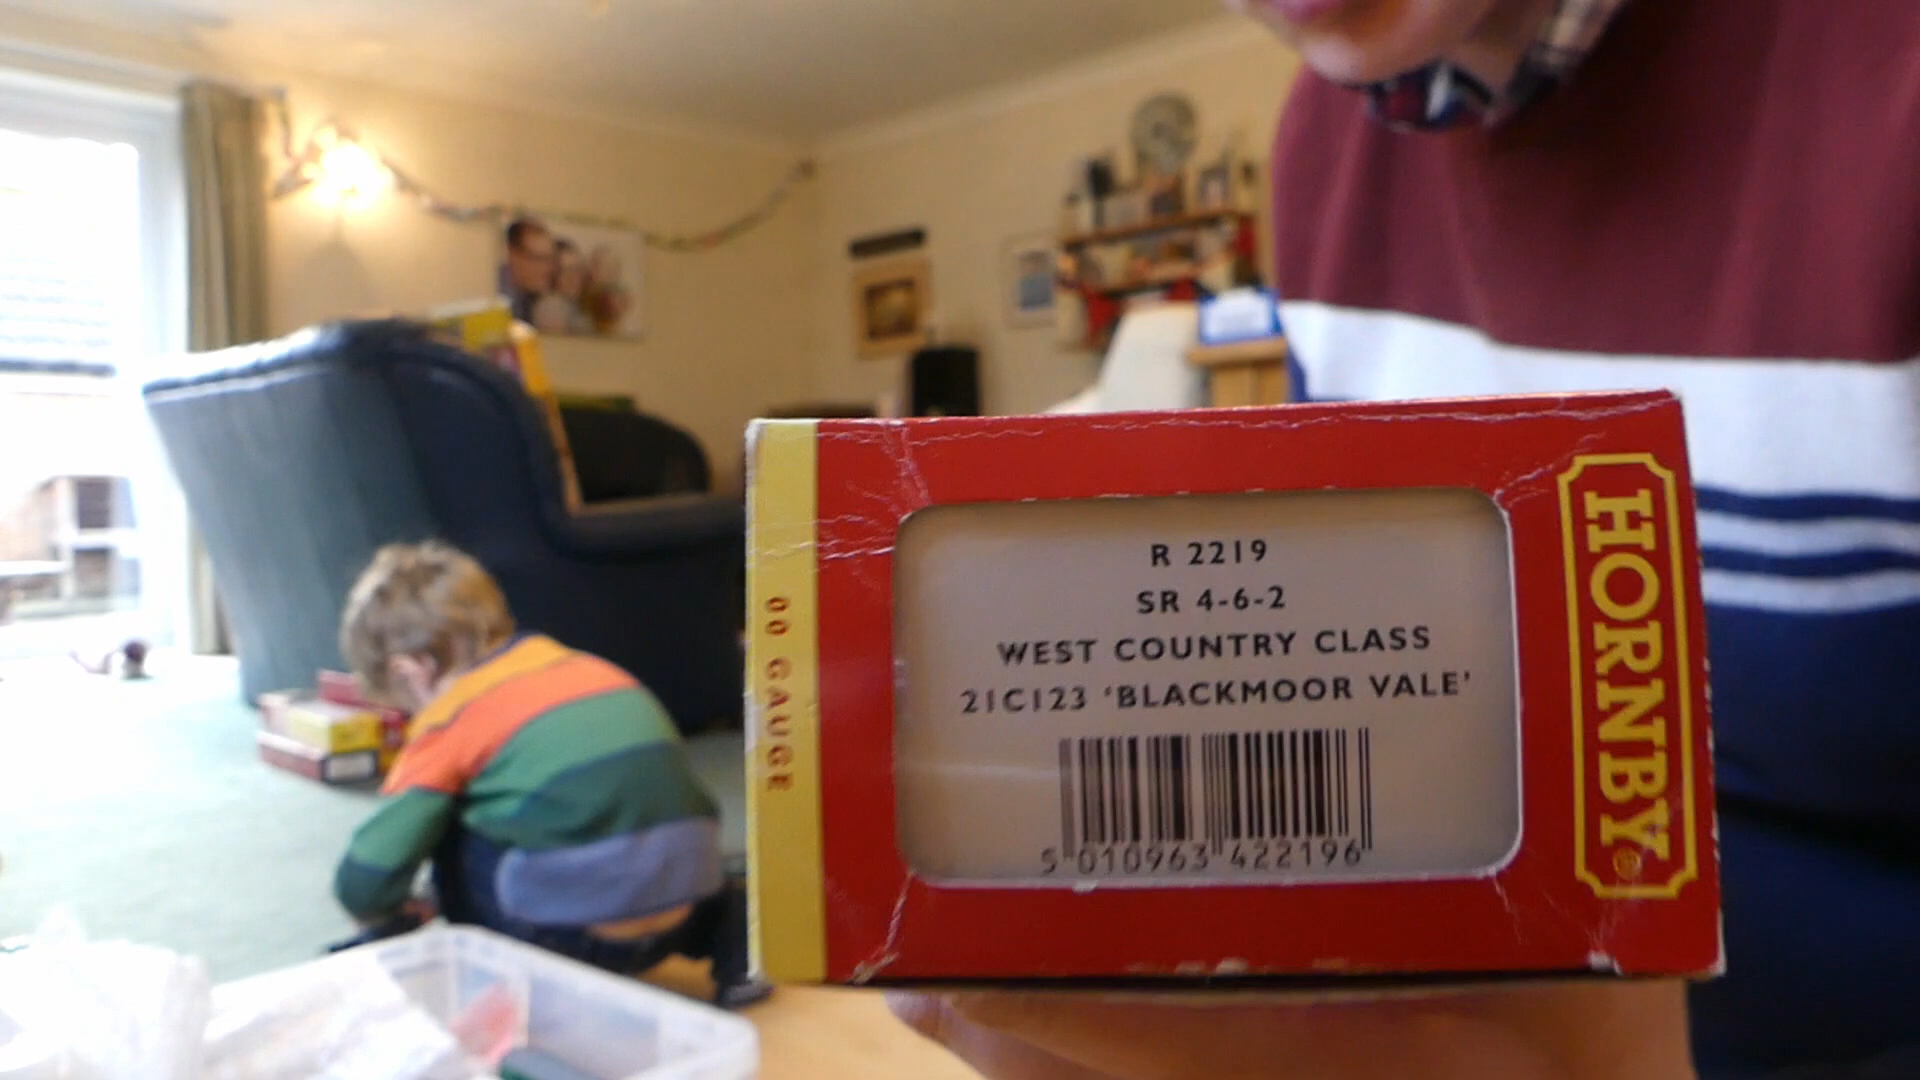 00 GAUGE
R 2219
SR 4-6-2
WEST COUNTRY CLASS
21C123 'BLACKMOOR VALE'
5 010963 422196
HORNBY